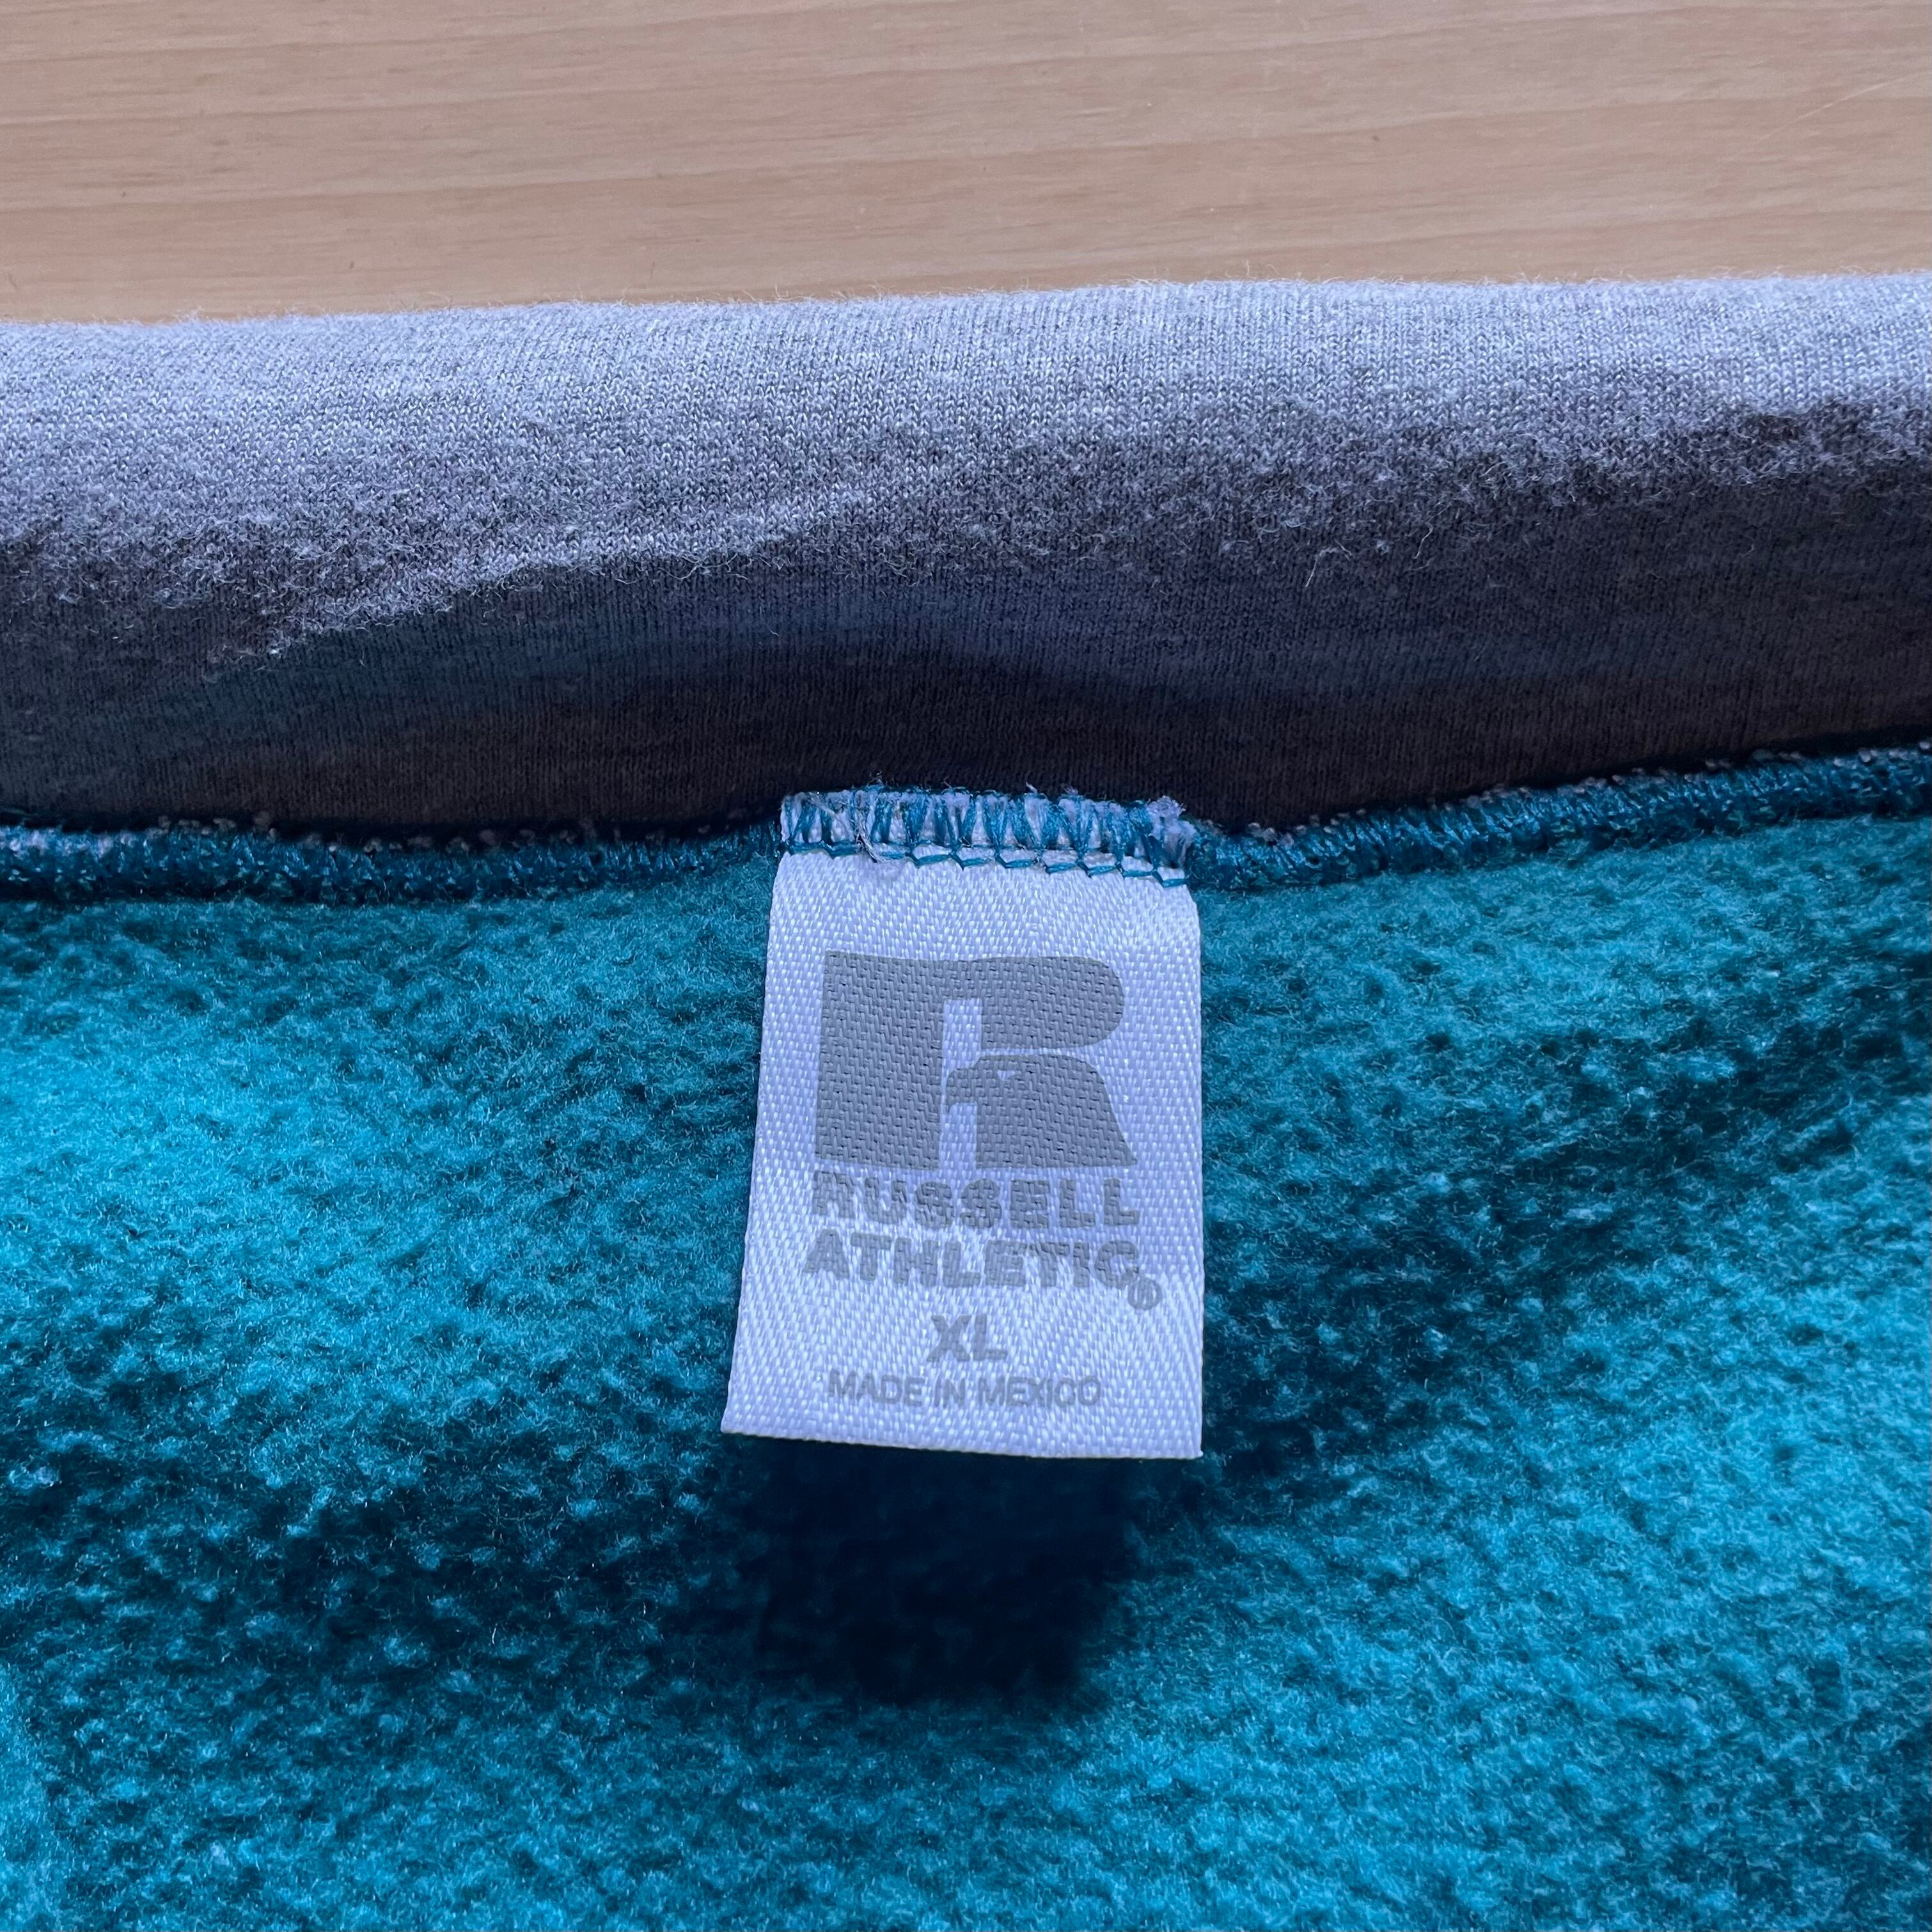 R
RUSSELL
ATHLETIC®
XL
MADE IN MEXICO